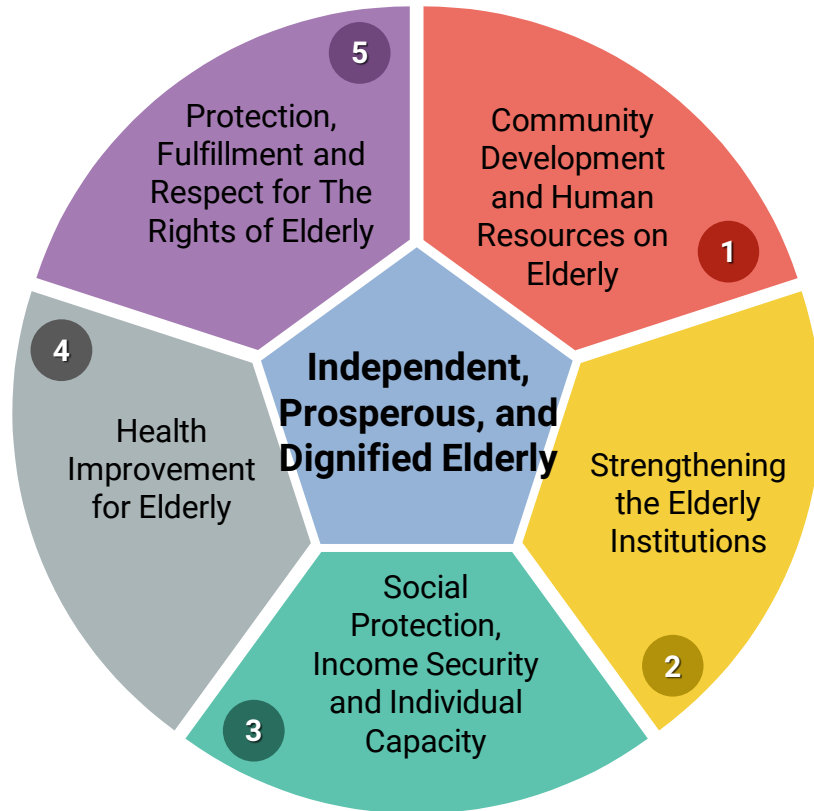 5
Protection,
Fulfillment and
Respect for The
Rights of Elderly
Community
Development
and Human
Resources on
Elderly
1
4
Health
Improvement
for Elderly
Independent,
Prosperous, and
Dignified Elderly
Strengthening
the Elderly
Institutions
2
Social
Protection,
Income Security
and Individual
Capacity
3